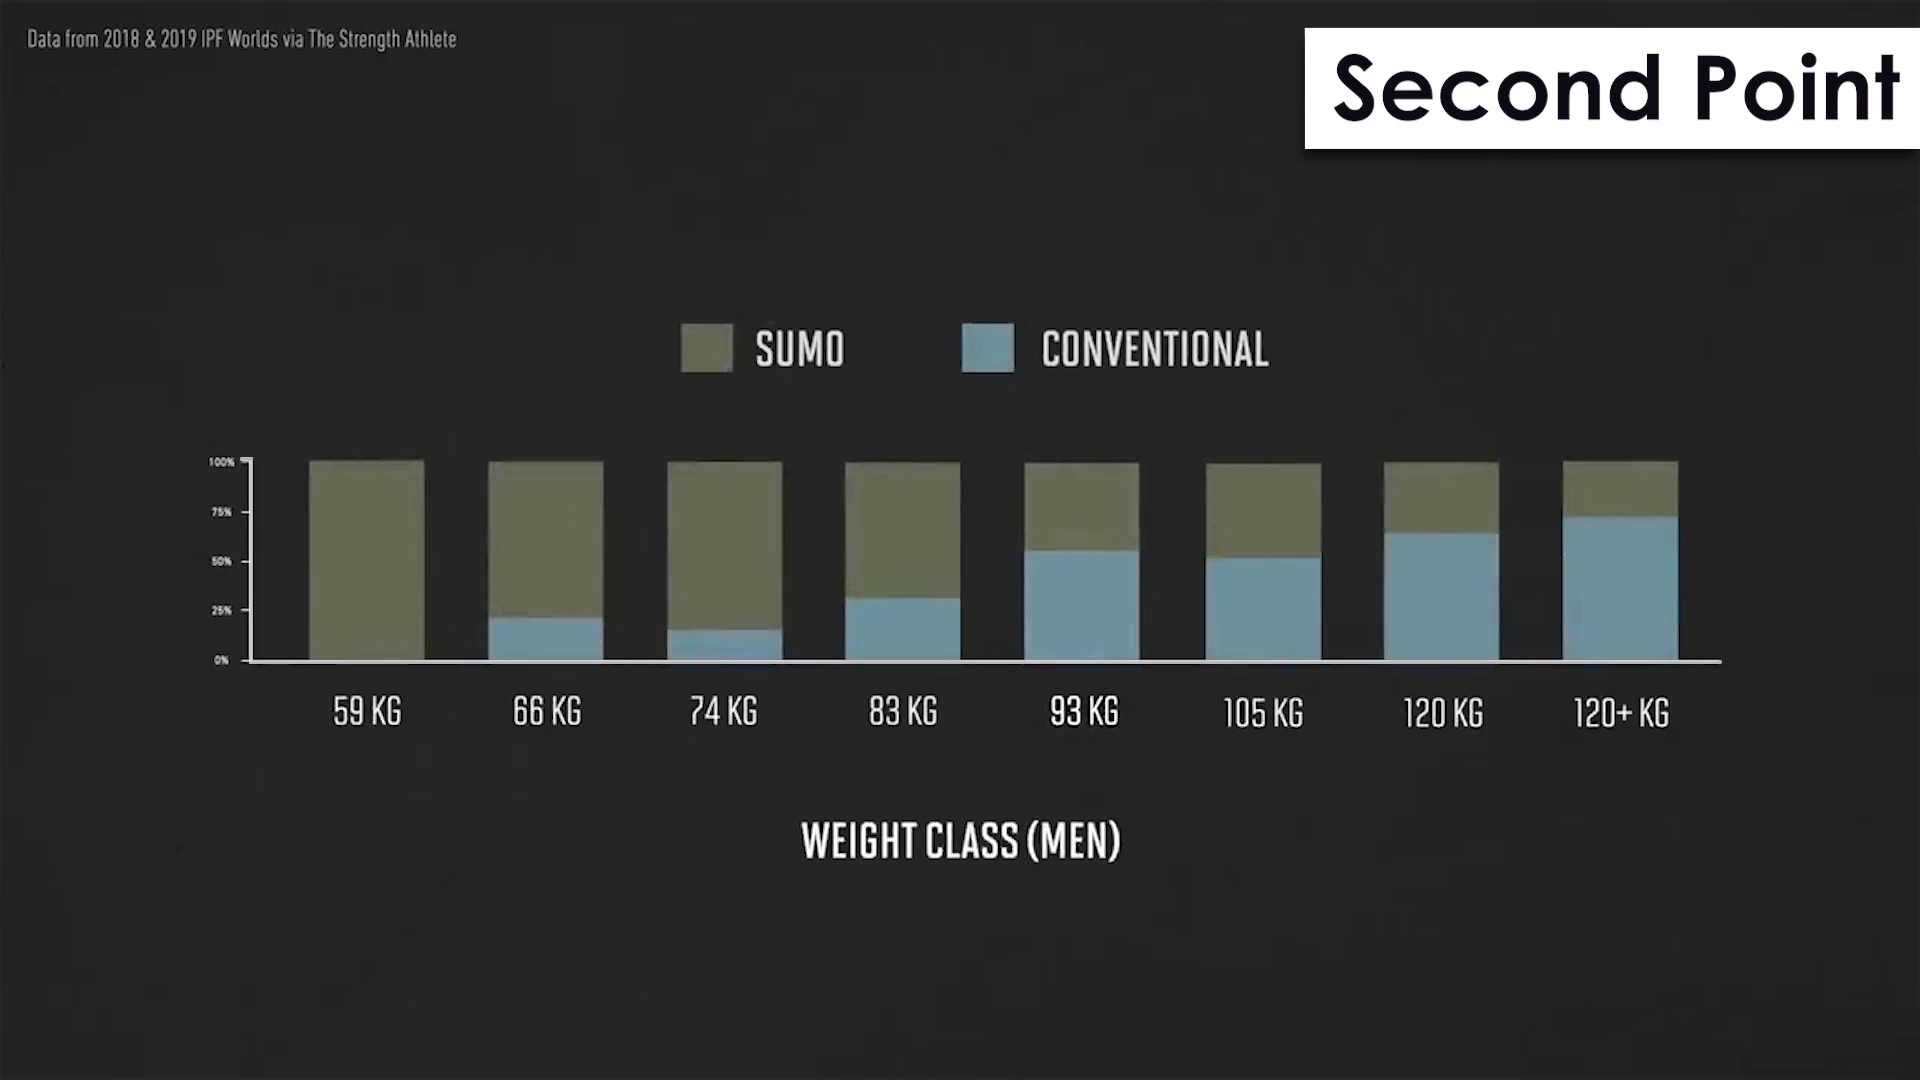 Data from 2018 & 2019 IPF Worlds via The Strength Athlete
Second Point
SUMO
CONVENTIONAL
100%
75%
50%
25%
0%
59 KG
66 KG
74 KG
83 KG
93 KG
105 KG
120 KG
120+ KG
WEIGHT CLASS (MEN)